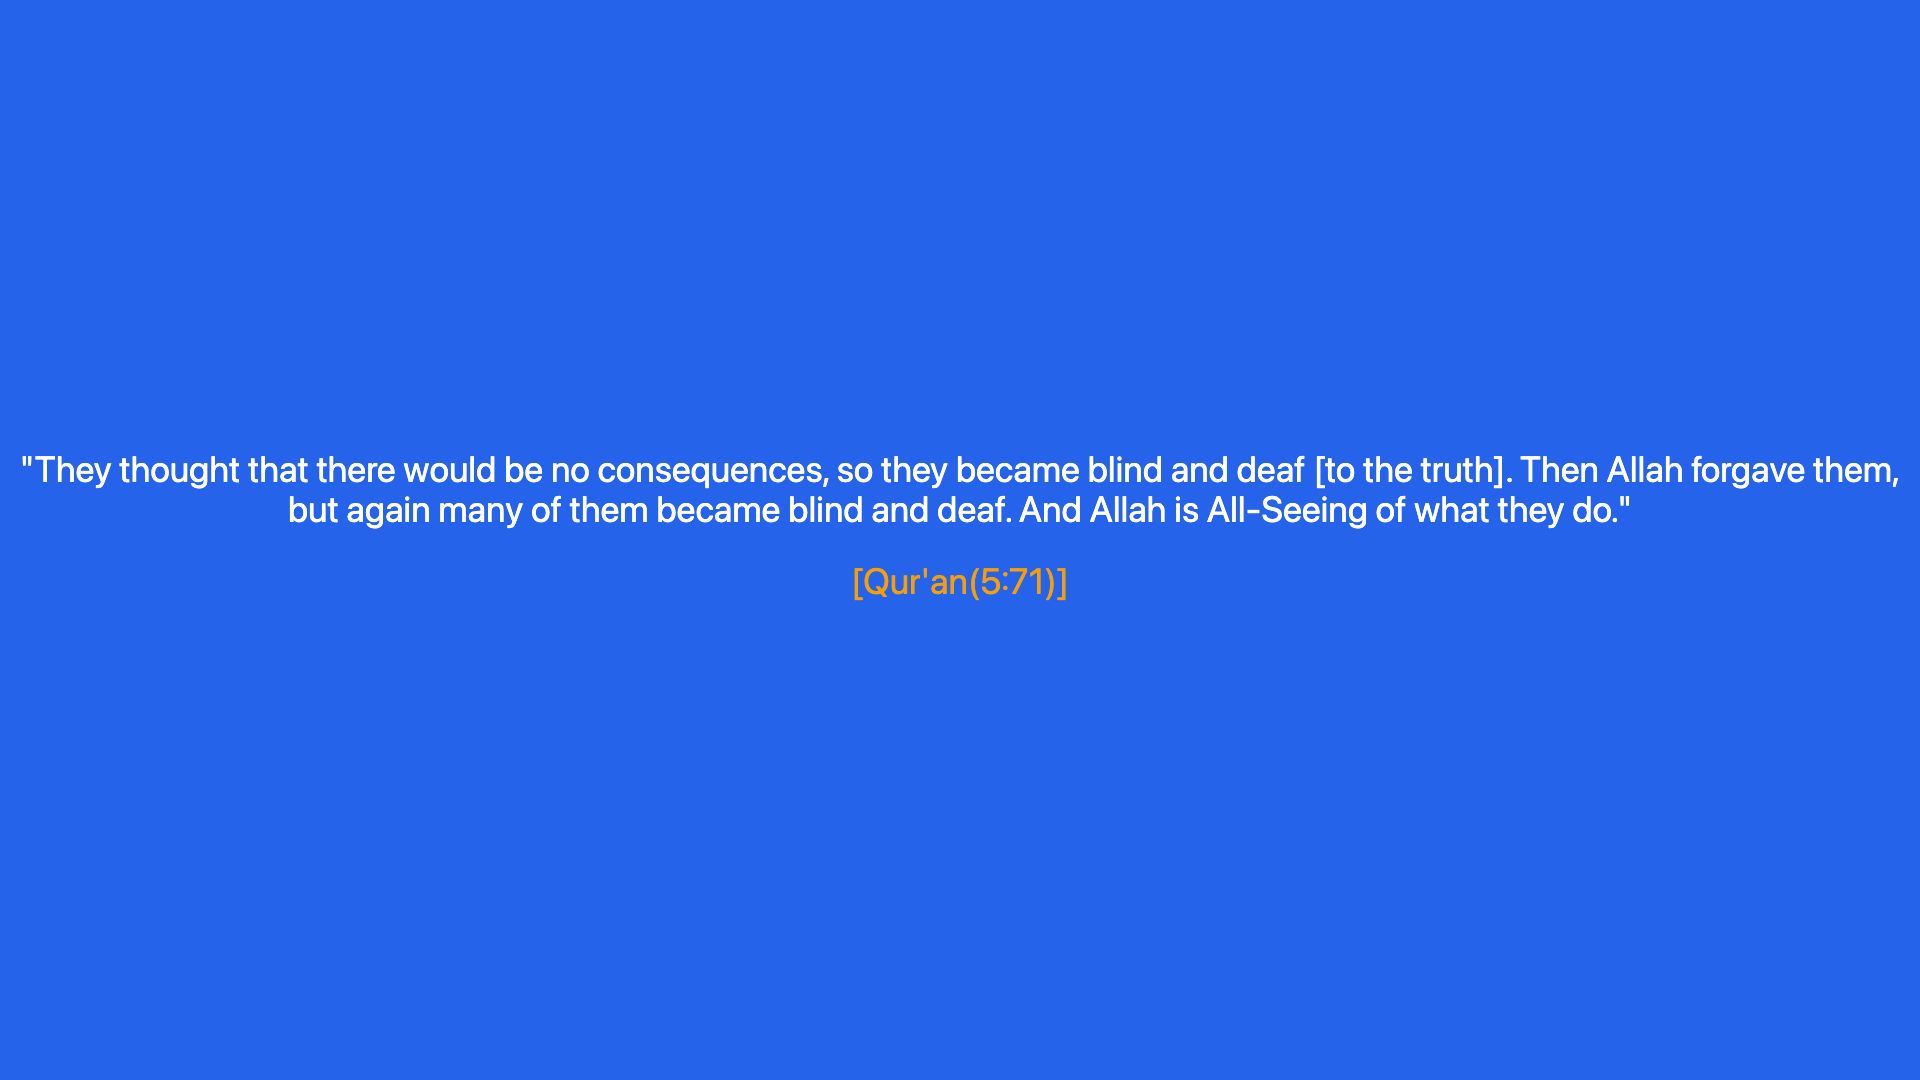 "They thought that there would be no consequences, so they became blind and deaf [to the truth]. Then Allah forgave them,
but again many of them became blind and deaf. And Allah is All-Seeing of what they do."
[Qur'an(5:71)]